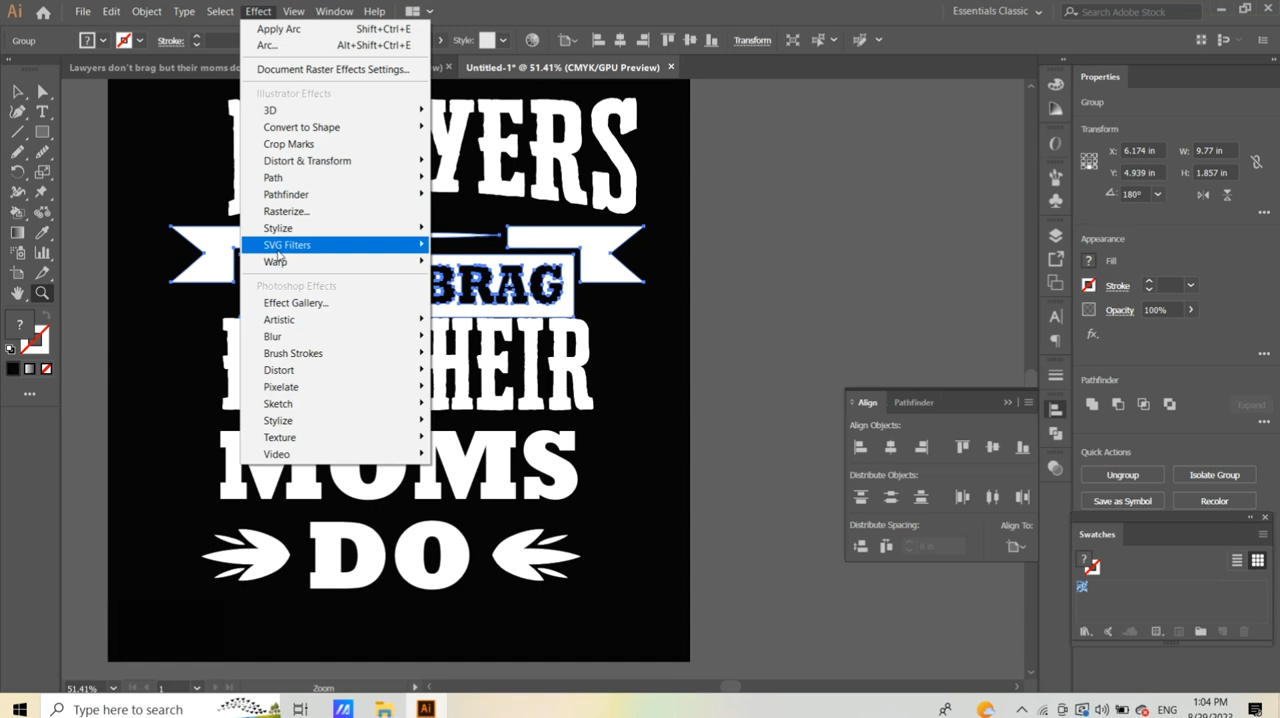 Ai File Edit Object Type Select Effect View Window Help Essentials Classic Search Adobe Stock
Group Stroke: Style: Transform
Lawyers don't brag but their moms do Untitled-1* @ 51.41% (CMYK/GPU Preview)
Apply Arc Shift+Ctrl+E
Arc... Alt+Shift+Ctrl+E
Document Raster Effects Settings...
Illustrator Effects
3D
Convert to Shape
Crop Marks
Distort & Transform
Path
Pathfinder
Rasterize...
Stylize
SVG Filters
Warp
Photoshop Effects
Effect Gallery...
Artistic
Blur
Brush Strokes
Distort
Pixelate
Sketch
Stylize
Texture
Video
YERS
BRAG
HEIR
MOMS
DO
Properties
Group
Transform
X: 6.174 in W: 9.77 in
Y: 4.939 in H: 1.857 in
180°
Appearance
Fill
Stroke
Opacity 100%
fx.
Pathfinder
Expand
Quick Actions
Ungroup Isolate Group
Save as Symbol Recolor
Align Pathfinder
Align Objects:
Distribute Objects:
Distribute Spacing: Align To:
0 in
Swatches
51.41% 1 Zoom
Type here to search Ai ENG 1:04 PM
8/29/2023